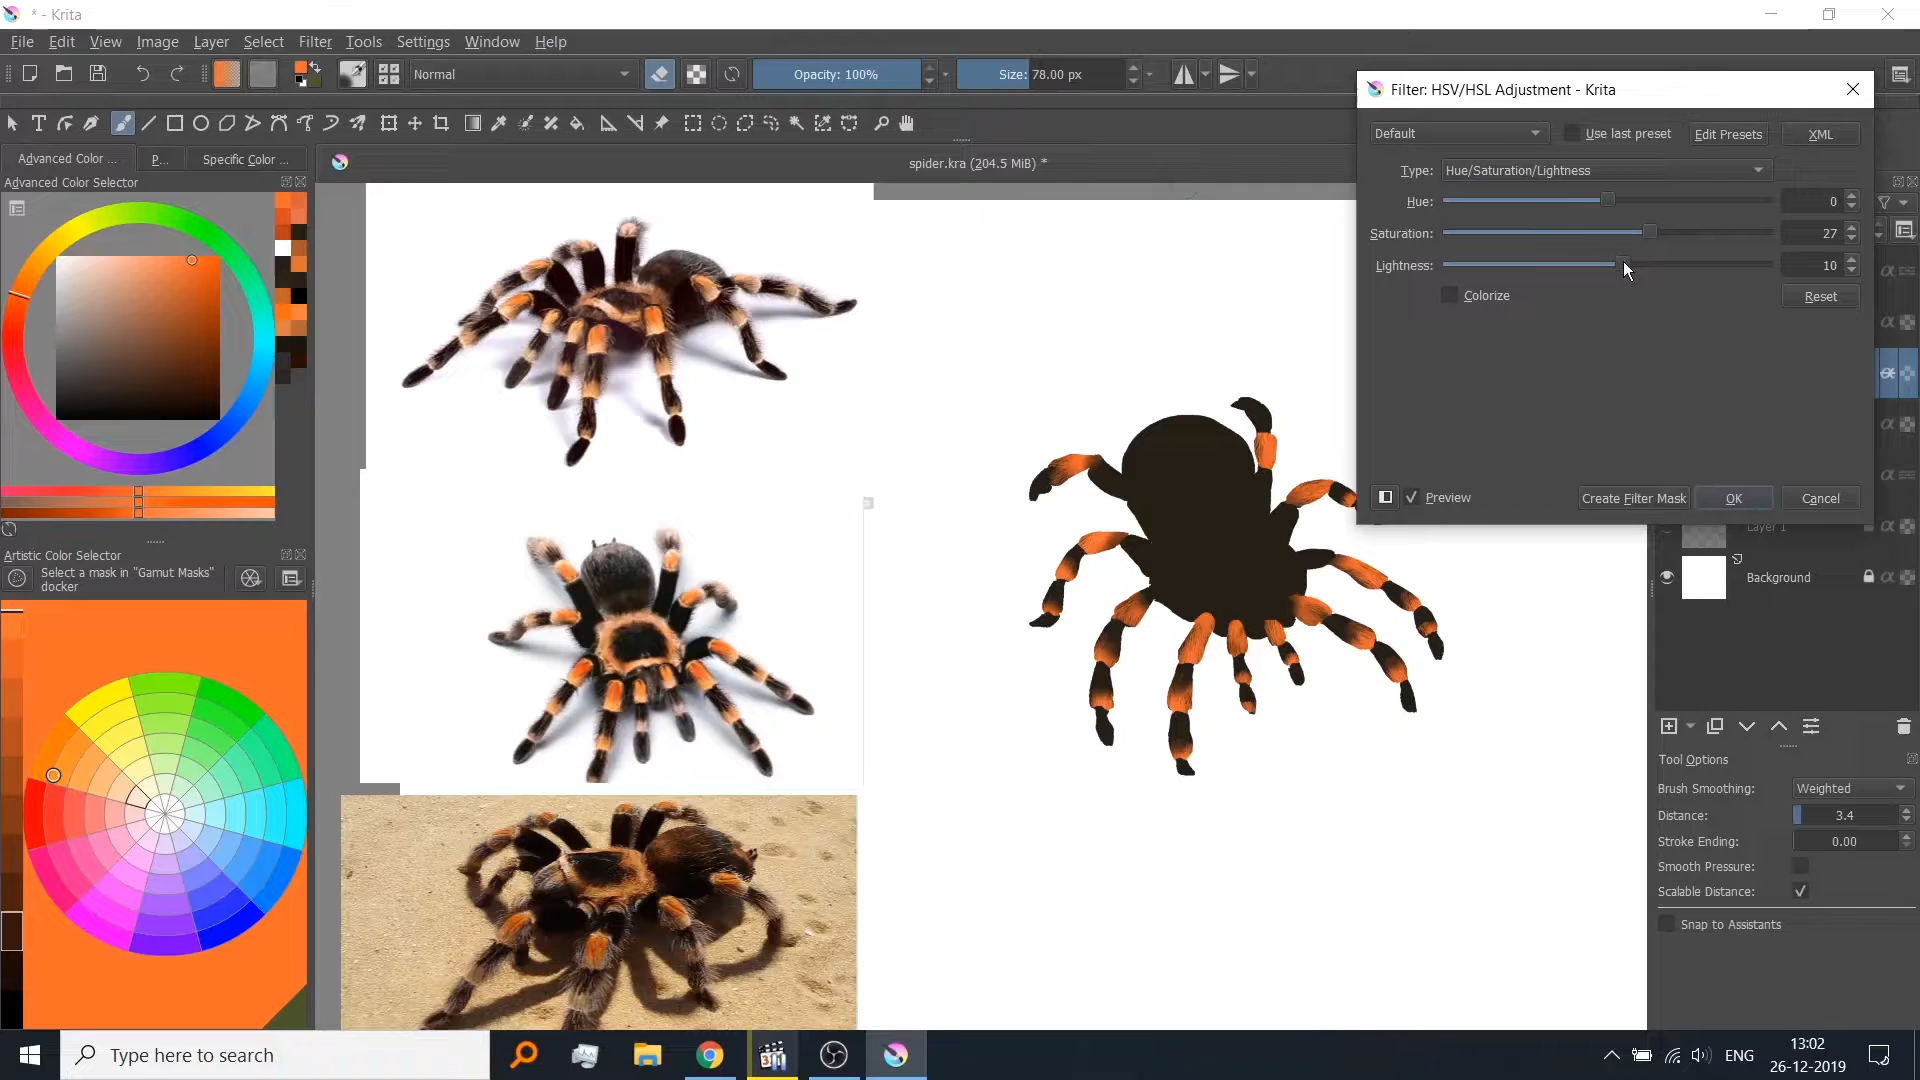 * - Krita
File Edit View Image Layer Select Filter Tools Settings Window Help
Normal
Opacity: 100%
Size: 78.00 px
Filter: HSV/HSL Adjustment - Krita
Default
Use last preset
Edit Presets
XML
Type: Hue/Saturation/Lightness
Hue: 0
Saturation: 27
Lightness: 10
Colorize
Reset
Preview
Create Filter Mask
OK
Cancel
Advanced Color ...
P...
Specific Color ...
spider.kra (204.5 MiB) *
Advanced Color Selector
Artistic Color Selector
Select a mask in "Gamut Masks"
docker
Layer 1
Background
Tool Options
Brush Smoothing: Weighted
Distance: 3.4
Stroke Ending: 0.00
Smooth Pressure:
Scalable Distance:
Snap to Assistants
Type here to search
ENG
13:02
26-12-2019